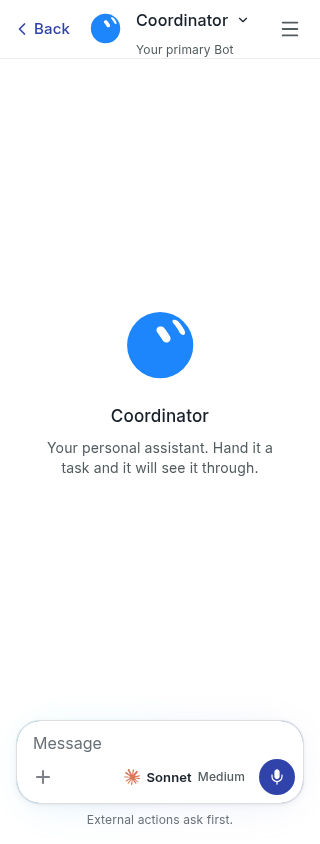 Back
Coordinator
Your primary Bot
Coordinator
Your personal assistant. Hand it a
task and it will see it through.
Message
Sonnet Medium
External actions ask first.